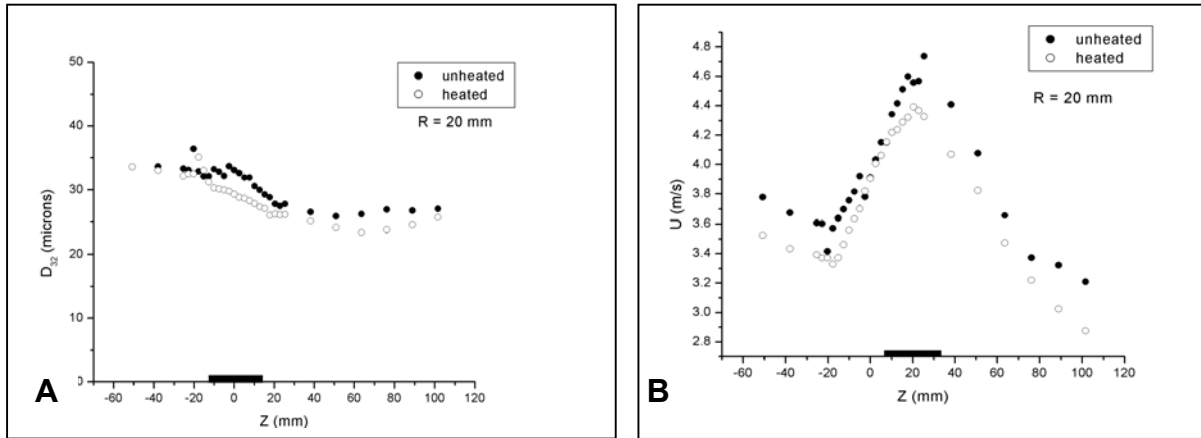 50
40
30
20
10
0
D32 (microns)
unheated
heated
R = 20 mm
-60 -40 -20 0 20 40 60 80 100 120
Z (mm)
A
4.8
4.6
4.4
4.2
4.0
3.8
3.6
3.4
3.2
3.0
2.8
U (m/s)
unheated
heated
R = 20 mm
-60 -40 -20 0 20 40 60 80 100 120
Z (mm)
B